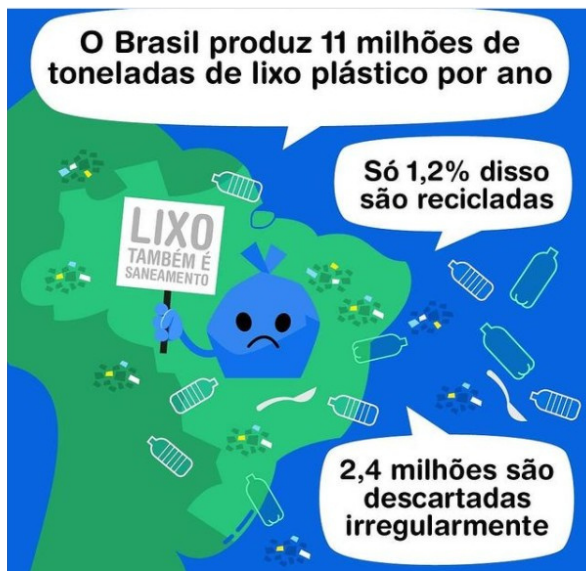 O Brasil produz 11 milhões de
toneladas de lixo plástico por ano
Só 1,2% disso
são recicladas
LIXO
TAMBÉM É
SANEAMENTO
2,4 milhões são
descartadas
irregularmente